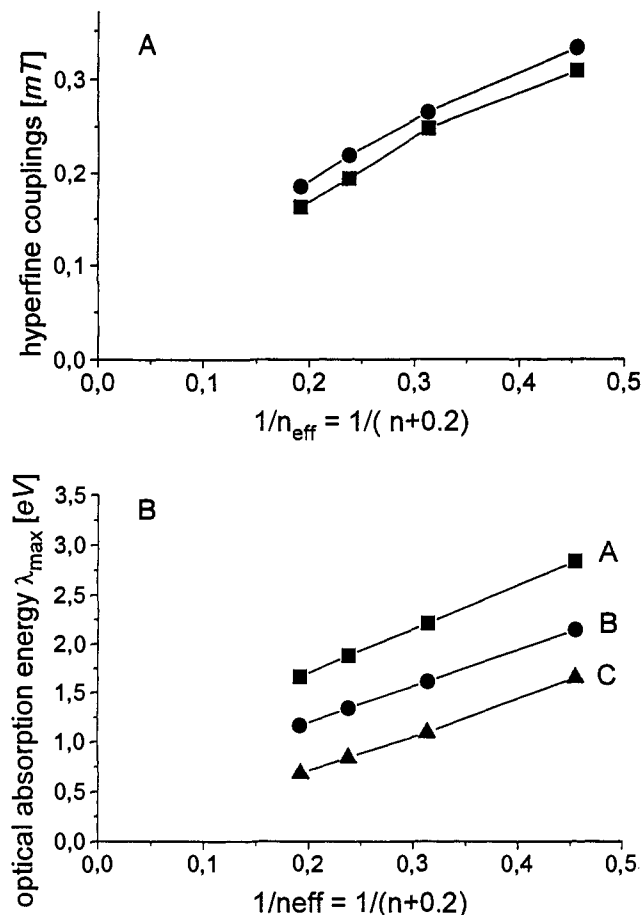 A
hyperfine couplings [mT]
0,3
0,2
0,1
0,0
0,0 0,1 0,2 0,3 0,4 0,5
1/n_eff = 1/( n+0.2)
B
optical absorption energy λ_max [eV]
3,5
3,0
2,5
2,0
1,5
1,0
0,5
0,0
A
B
C
0,0 0,1 0,2 0,3 0,4 0,5
1/neff = 1/(n+0.2)